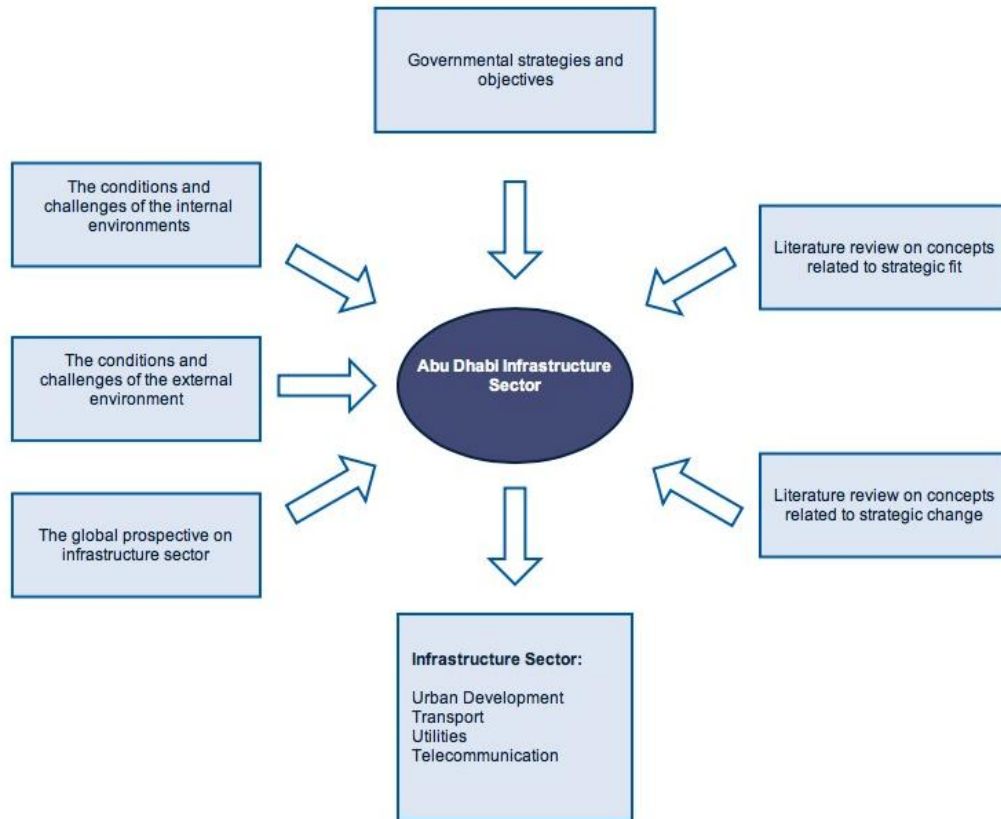 Governmental strategies and
objectives
The conditions and
challenges of the internal
environments
Literature review on concepts
related to strategic fit
The conditions and
challenges of the external
environment
Abu Dhabi Infrastructure
Sector
The global prospective on
infrastructure sector
Literature review on concepts
related to strategic change
Infrastructure Sector:
Urban Development
Transport
Utilities
Telecommunication